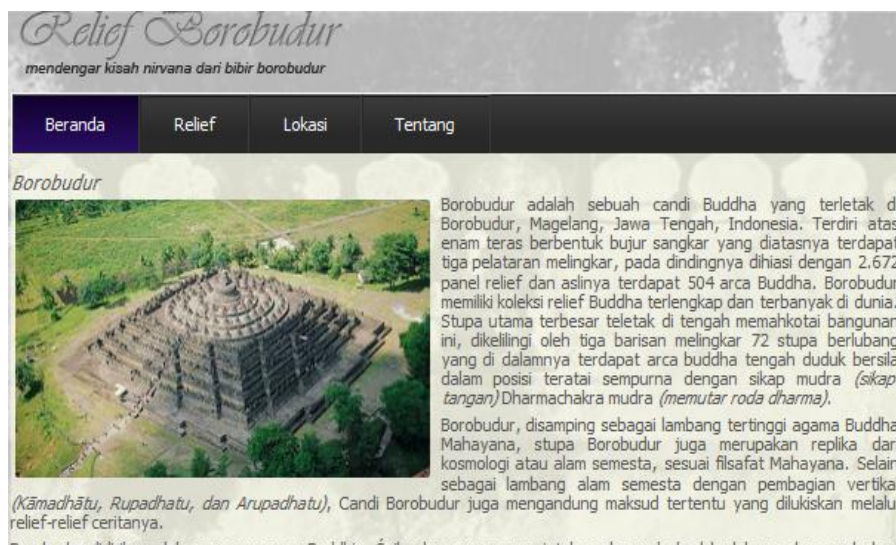 Relief Borobudur
mendengar kisah nirvana dari bibir borobudur
Beranda Relief Lokasi Tentang
Borobudur
Borobudur adalah sebuah candi Buddha yang terletak d
Borobudur, Magelang, Jawa Tengah, Indonesia. Terdiri atas
enam teras berbentuk bujur sangkar yang diatasnya terdapat
tiga pelataran melingkar, pada dindingnya dihiasi dengan 2.672
panel relief dan aslinya terdapat 504 arca Buddha. Borobudur
memiliki koleksi relief Buddha terlengkap dan terbanyak di dunia.
Stupa utama terbesar teletak di tengah memahkotai bangunan
ini, dikelilingi oleh tiga barisan melingkar 72 stupa berlubang
yang di dalamnya terdapat arca buddha tengah duduk bersila
dalam posisi teratai sempurna dengan sikap mudra (sikap
tangan) Dharmachakra mudra (memutar roda dharma).
Borobudur, disamping sebagai lambang tertinggi agama Buddha
Mahayana, stupa Borobudur juga merupakan replika dar
kosmologi atau alam semesta, sesuai filsafat Mahayana. Selain
sebagai lambang alam semesta dengan pembagian vertika
(Kāmadhātu, Rupadhatu, dan Arupadhatu), Candi Borobudur juga mengandung maksud tertentu yang dilukiskan melalu
relief-relief ceritanya.